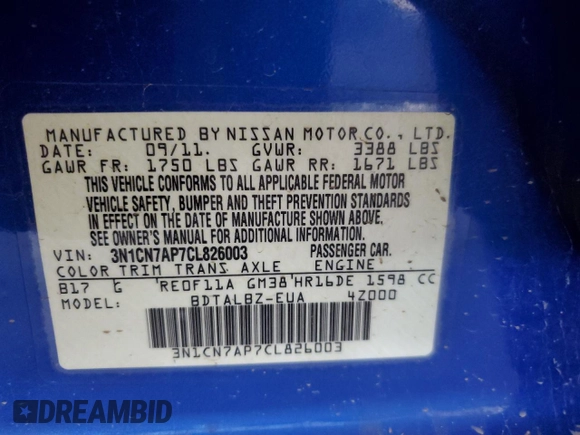 MANUFACTURED BY NISSAN MOTOR CO., LTD.
DATE: 09/11. GVWR: 3388 LBS
GAWR FR: 1750 LBS GAWR RR: 1671 LBS
THIS VEHICLE CONFORMS TO ALL APPLICABLE FEDERAL MOTOR
VEHICLE SAFETY, BUMPER AND THEFT PREVENTION STANDARDS
IN EFFECT ON THE DATE OF MANUFACTURE SHOWN ABOVE.
SEE OWNER'S MANUAL FOR ADDITIONAL INFORMATION.
VIN: 3N1CN7AP7CL826003 PASSENGER CAR.
COLOR TRIM TRANS AXLE ENGINE
B17 G 'RE0F11A GM38'HR16DE 1598 CC
MODEL: BDTALBZ-EUA 4Z000
3N1CN7AP7CL826003
DREAMBID